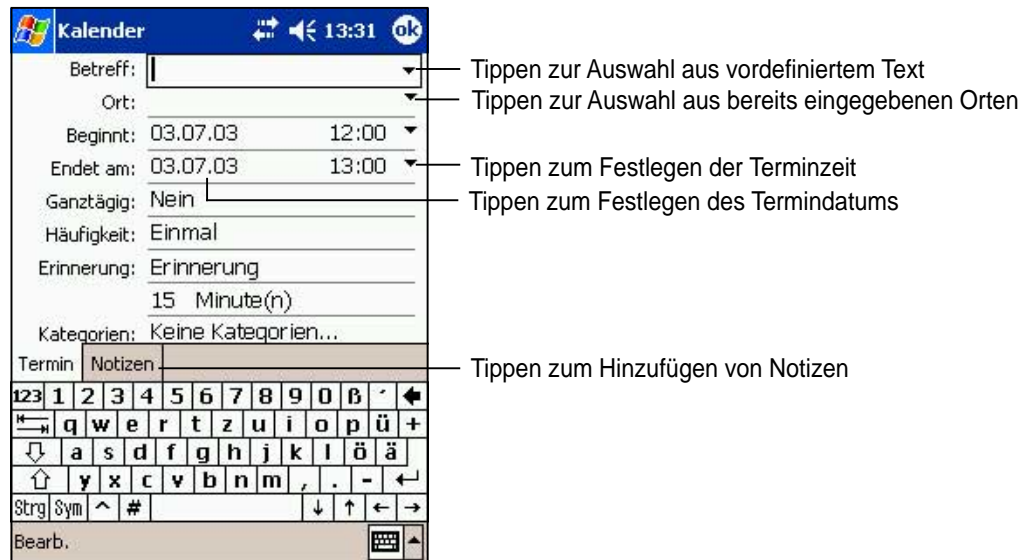 Kalender 13:31 ok
Betreff:
Tippen zur Auswahl aus vordefiniertem Text
Ort:
Tippen zur Auswahl aus bereits eingegebenen Orten
Beginnt: 03.07.03 12:00
Endet am: 03.07.03 13:00
Tippen zum Festlegen der Terminzeit
Ganztägig: Nein
Tippen zum Festlegen des Termindatums
Häufigkeit: Einmal
Erinnerung: Erinnerung
15 Minute(n)
Kategorien: Keine Kategorien...
Termin Notizen
Tippen zum Hinzufügen von Notizen
123 1 2 3 4 5 6 7 8 9 0 ß ´
q w e r t z u i o p ü +
a s d f g h j k l ö ä
y x c v b n m , . -
Strg Sym ^ # ↓ ↑ ← →
Bearb.